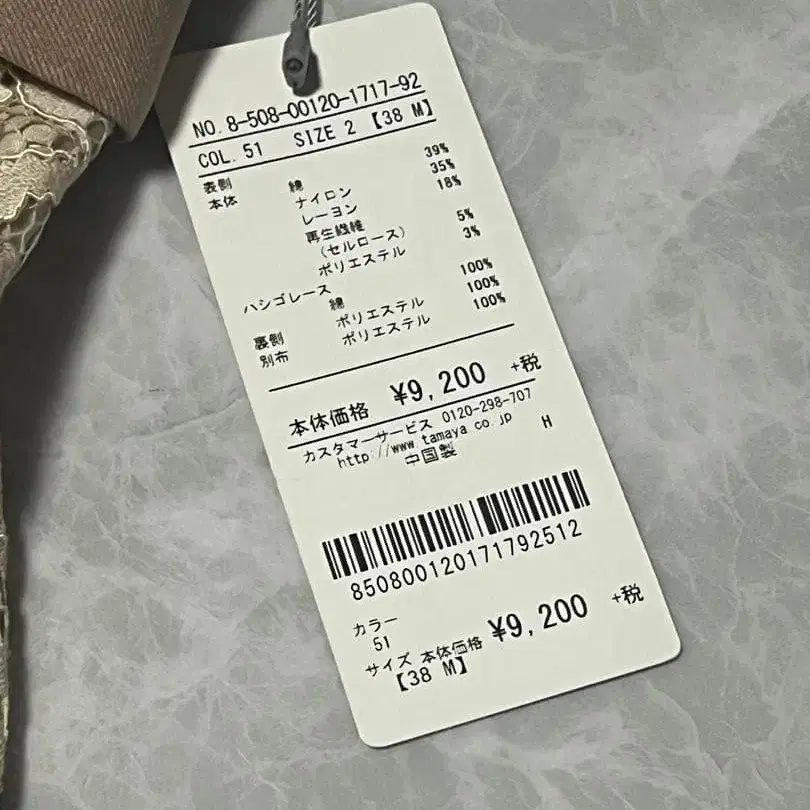 NO. 8-508-00120-1717-92
COL. 51 SIZE 2 【38 M】
表側 綿 39%
本体 ナイロン 35%
レーヨン 18%
再生繊維
(セルロース) 5%
ポリエステル 3%
ハシゴレース 綿 100%
裏側 ポリエステル 100%
別布 ポリエステル 100%
本体価格 ¥9,200 +税
カスタマーサービス 0120-298-707
http://www.tamaya.co.jp
中国製 H
850800120171792512
カラー
51
サイズ 本体価格 ¥9,200 +税
【38 M】